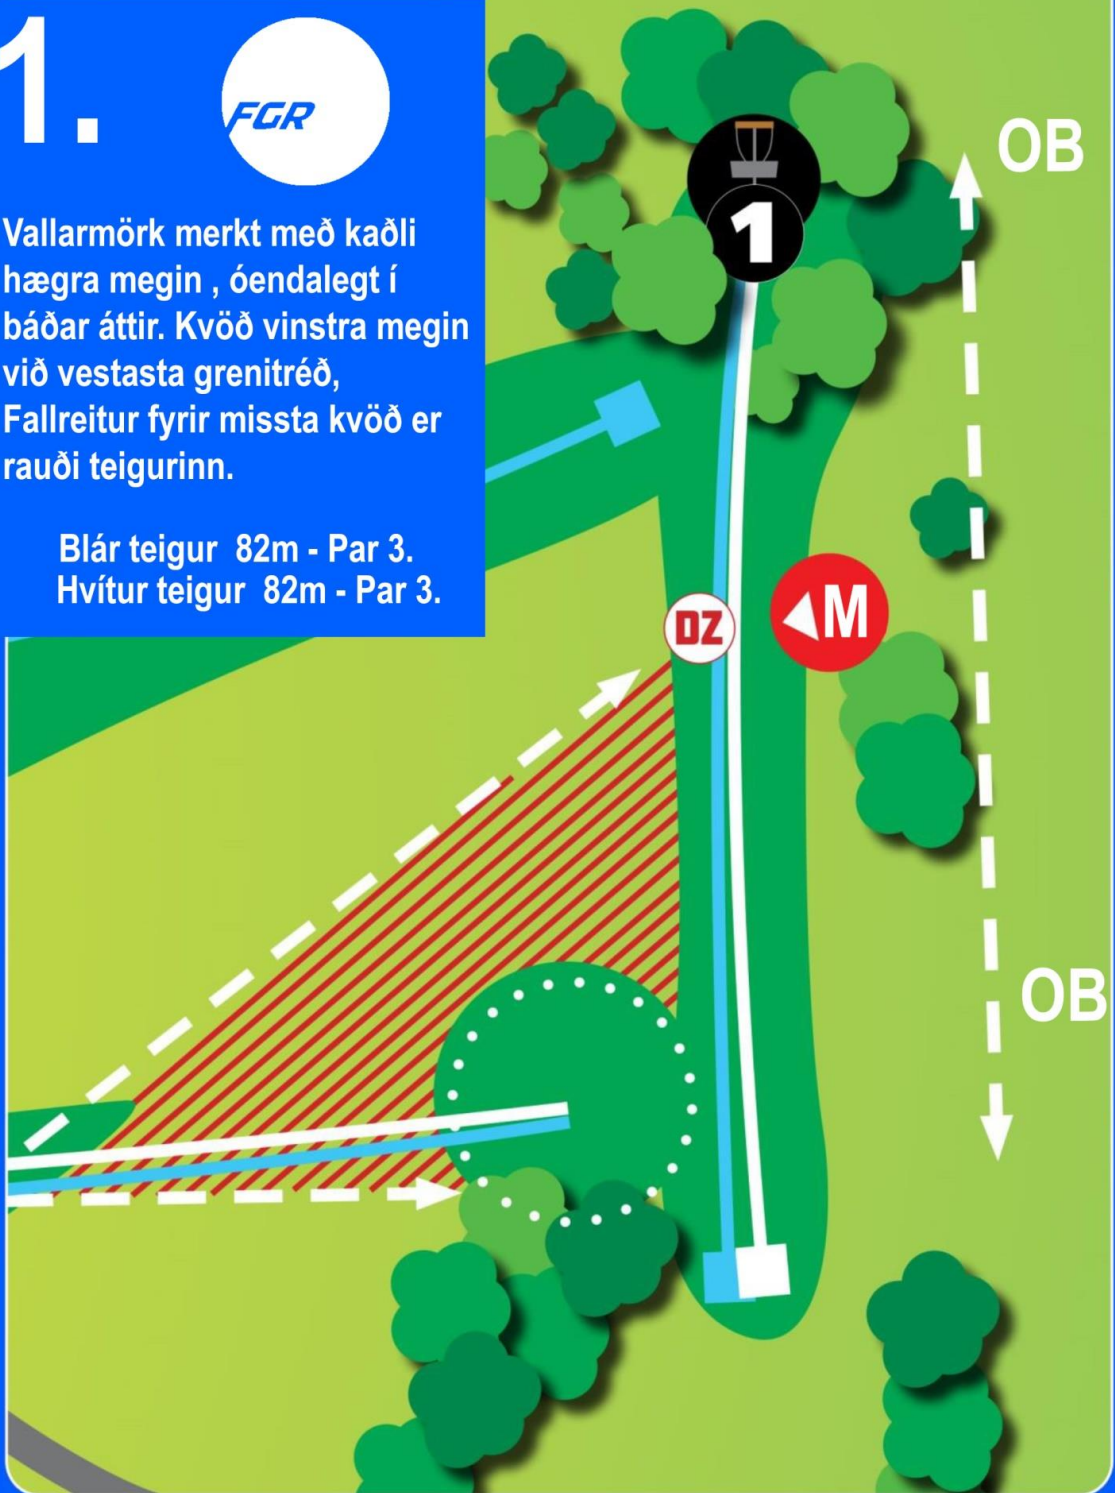 1.
FGR
Vallarmörk merkt með kaðli
hægra megin , óendalegt í
báðar áttir. Kvöð vinstra megin
við vestasta grenitréð,
Fallreitur fyrir missta kvöð er
rauði teigurinn.
Blár teigur 82m - Par 3.
Hvítur teigur 82m - Par 3.
OB
1
DZ
M
OB